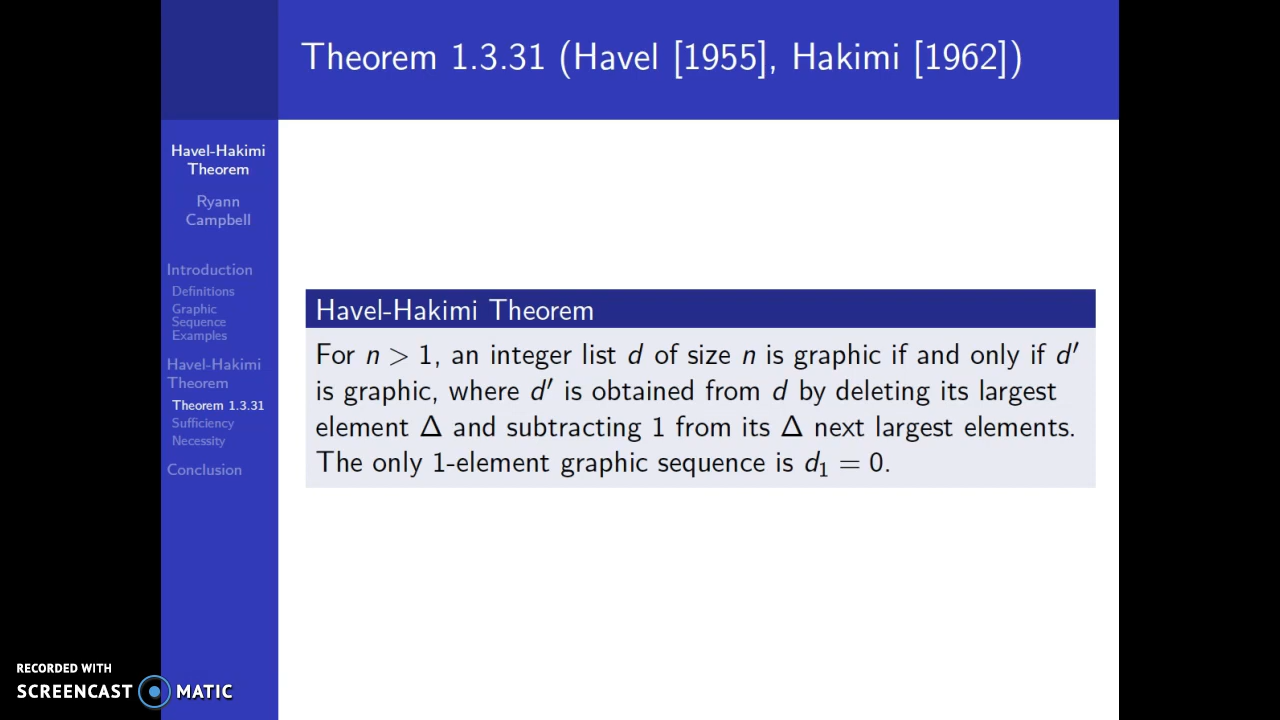 Theorem 1.3.31 (Havel [1955], Hakimi [1962])
Havel-Hakimi
Theorem
Ryann
Campbell
Introduction
Definitions
Graphic
Sequence
Examples
Havel-Hakimi
Theorem
Theorem 1.3.31
Sufficiency
Necessity
Conclusion
Havel-Hakimi Theorem
For n > 1, an integer list d of size n is graphic if and only if d′
is graphic, where d′ is obtained from d by deleting its largest
element Δ and subtracting 1 from its Δ next largest elements.
The only 1-element graphic sequence is d₁ = 0.
RECORDED WITH
SCREENCAST MATIC